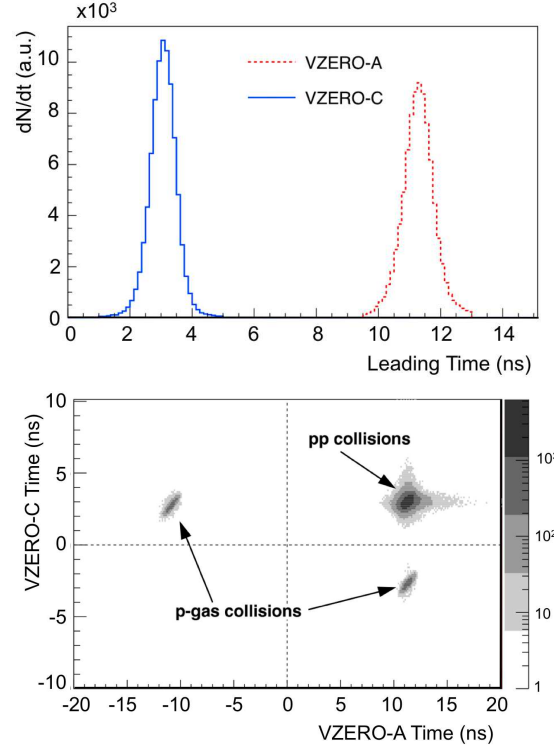 ×10³
dN/dt (a.u.)
10
8
6
4
2
0
VZERO-A
VZERO-C
0 2 4 6 8 10 12 14
Leading Time (ns)
VZERO-C Time (ns)
10
5
0
-5
-10
pp collisions
p-gas collisions
-20 -15 -10 -5 0 5 10 15 20
VZERO-A Time (ns)
10²
10
1